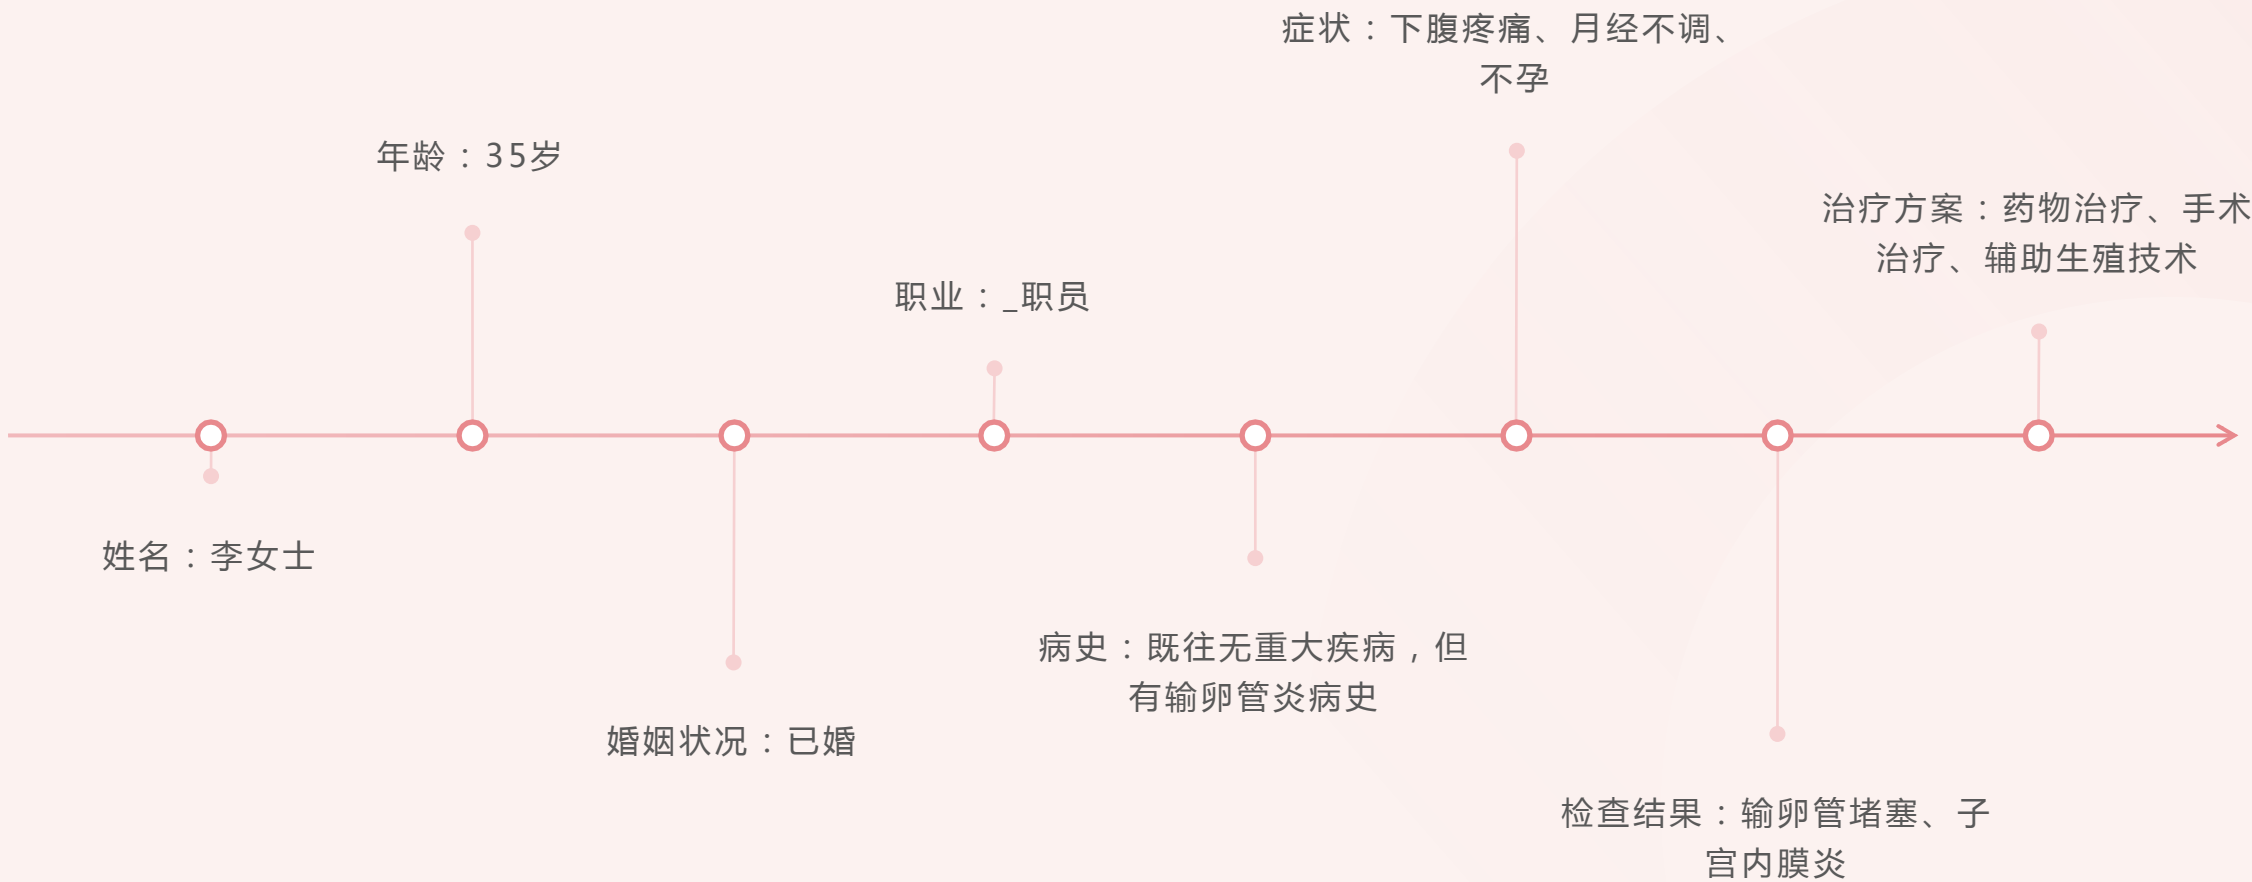 姓名：李女士
年龄：35岁
婚姻状况：已婚
职业：_职员
病史：既往无重大疾病，但
有输卵管炎病史
症状：下腹疼痛、月经不调、
不孕
检查结果：输卵管堵塞、子
宫内膜炎
治疗方案：药物治疗、手术
治疗、辅助生殖技术